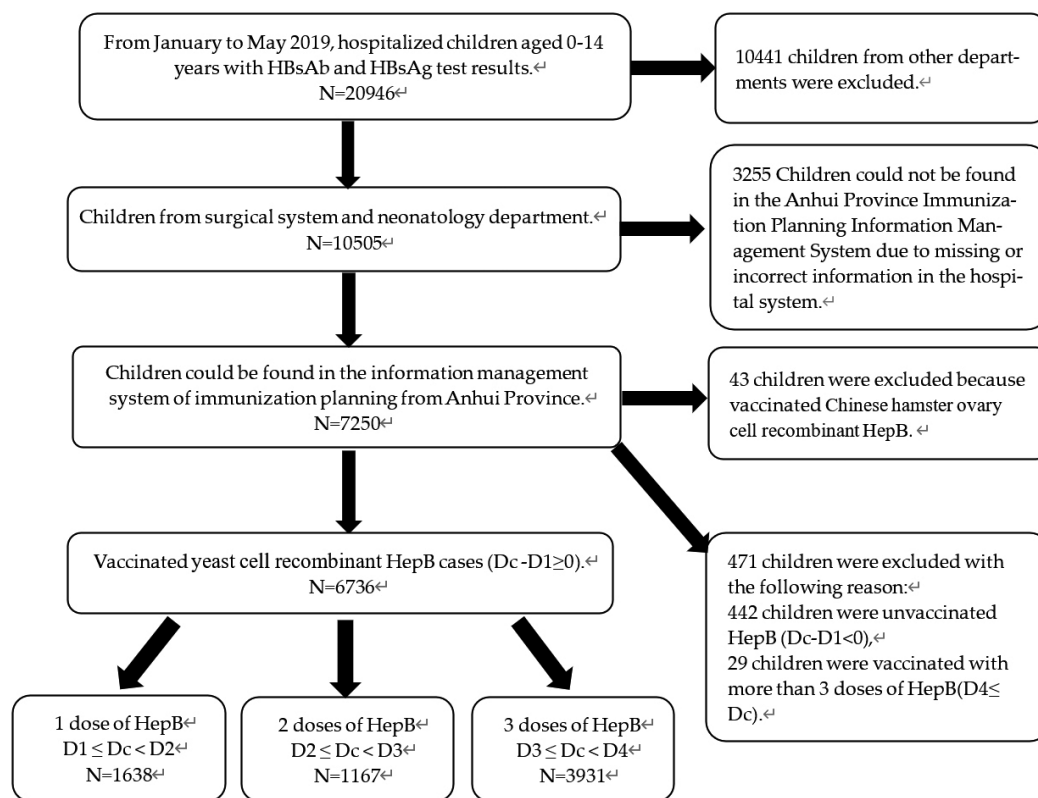 From January to May 2019, hospitalized children aged 0-14
years with HBsAb and HBsAg test results.↵
N=20946↵
10441 children from other depart-
ments were excluded.↵
Children from surgical system and neonatology department.↵
N=10505↵
3255 Children could not be found
in the Anhui Province Immuniza-
tion Planning Information Man-
agement System due to missing or
incorrect information in the hospi-
tal system.↵
Children could be found in the information management
system of immunization planning from Anhui Province.↵
N=7250↵
43 children were excluded because
vaccinated Chinese hamster ovary
cell recombinant HepB. ↵
Vaccinated yeast cell recombinant HepB cases (Dc -D1≥0).↵
N=6736↵
471 children were excluded with
the following reason:↵
442 children were unvaccinated
HepB (Dc-D1<0),↵
29 children were vaccinated with
more than 3 doses of HepB(D4≤
Dc).↵
1 dose of HepB↵
D1 ≤ Dc < D2↵
N=1638↵
2 doses of HepB↵
D2 ≤ Dc < D3↵
N=1167↵
3 doses of HepB↵
D3 ≤ Dc < D4↵
N=3931↵